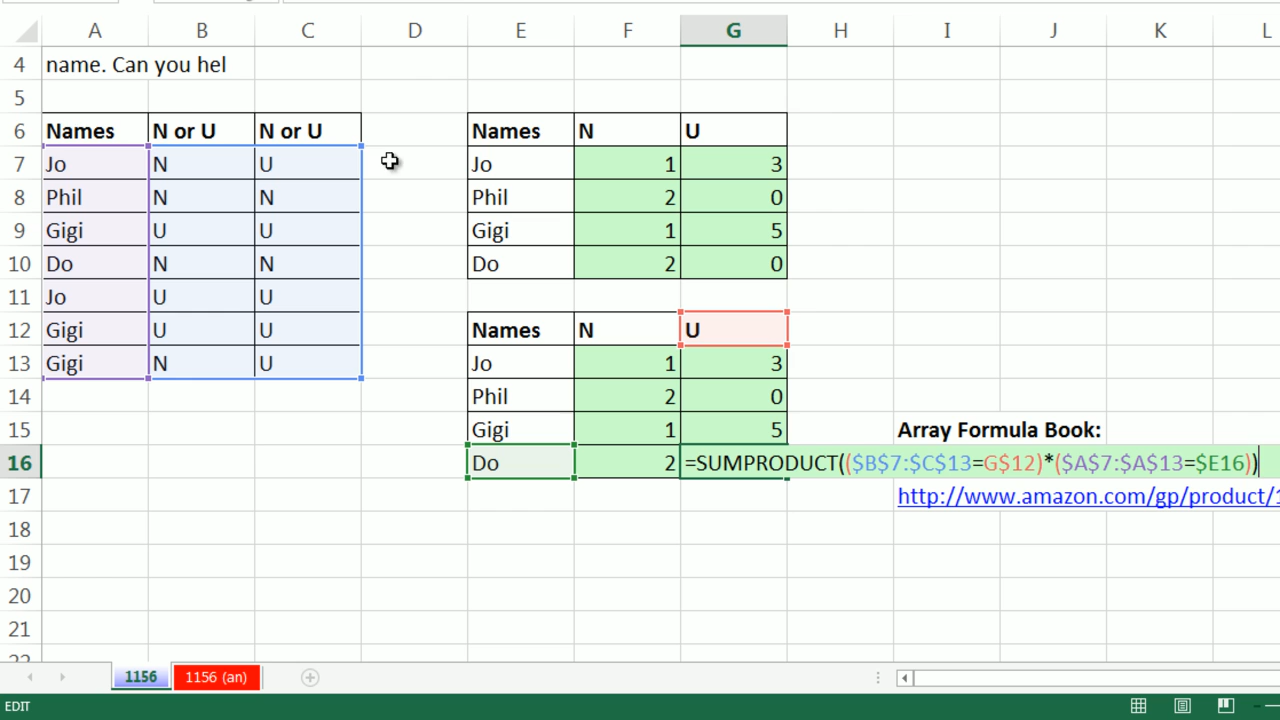 A B C D E F G H I J K L
4 name. Can you hel
5
6 Names N or U N or U Names N U
7 Jo N U Jo 1 3
8 Phil N N Phil 2 0
9 Gigi U U Gigi 1 5
10 Do N N Do 2 0
11 Jo U U
12 Gigi U U Names N U
13 Gigi N U Jo 1 3
14 Phil 2 0
15 Gigi 1 5 Array Formula Book:
16 Do 2 =SUMPRODUCT(($B$7:$C$13=G$12)*($A$7:$A$13=$E16))
17 http://www.amazon.com/gp/product/1
18
19
20
21
22
1156 1156 (an)
EDIT